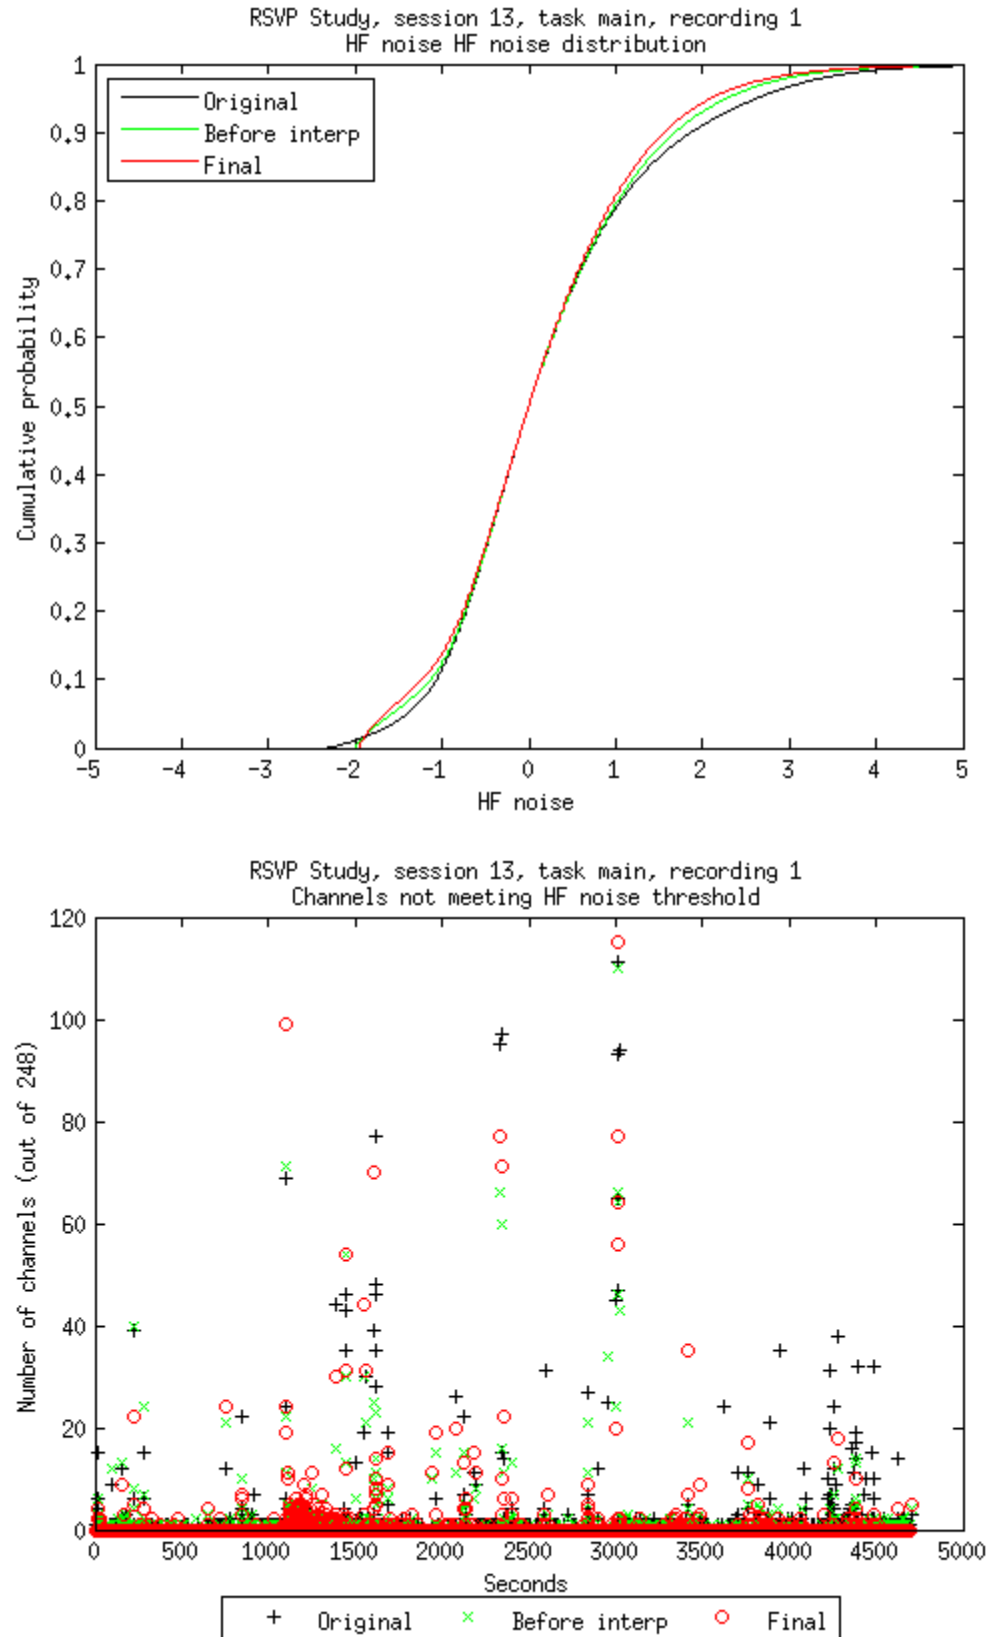 RSVP Study, session 13, task main, recording 1
HF noise HF noise distribution
1
0.9
0.8
0.7
0.6
0.5
0.4
0.3
0.2
0.1
0
Cumulative probability
Original
Before interp
Final
-5 -4 -3 -2 -1 0 1 2 3 4 5
HF noise
RSVP Study, session 13, task main, recording 1
Channels not meeting HF noise threshold
120
100
80
60
40
20
0
Number of channels (out of 248)
0 500 1000 1500 2000 2500 3000 3500 4000 4500 5000
Seconds
Original Before interp Final